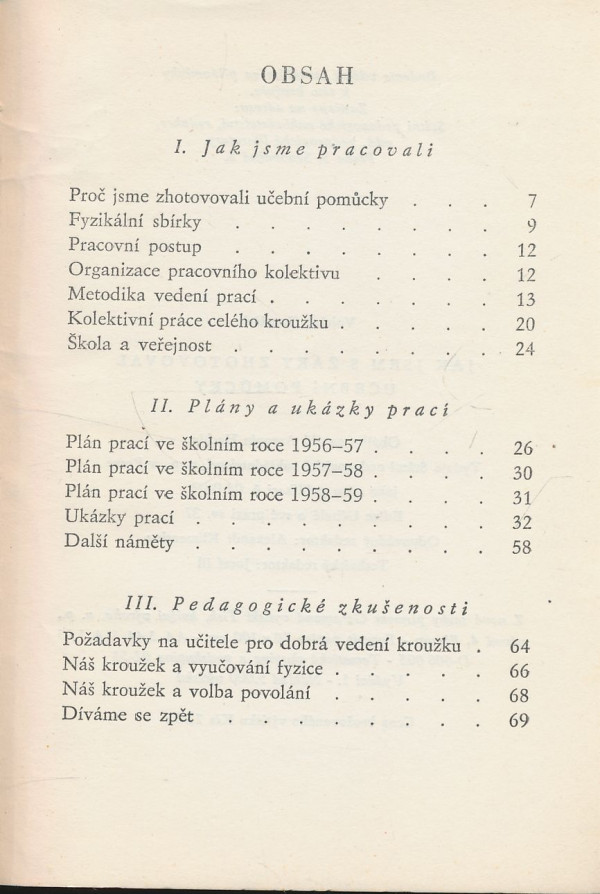 OBSAH
I. Jak jsme pracovali
Proč jsme zhotovovali učební pomůcky . . . 7
Fyzikální sbírky . . . . . . . 9
Pracovní postup . . . . . . . 12
Organizace pracovního kolektivu . . . . 12
Metodika vedení prací . . . . . . 13
Kolektivní práce celého kroužku . . . . . 20
Škola a veřejnost . . . . . . . 24
II. Plány a ukázky prací
Plán prací ve školním roce 1956–57 . . . . 26
Plán prací ve školním roce 1957–58 . . . . 30
Plán prací ve školním roce 1958–59 . . . . 31
Ukázky prací . . . . . . . . 32
Další náměty . . . . . . . . 58
III. Pedagogické zkušenosti
Požadavky na učitele pro dobrá vedení kroužku . 64
Náš kroužek a vyučování fyzice . . . . 66
Náš kroužek a volba povolání . . . . . 68
Díváme se zpět . . . . . . . 69